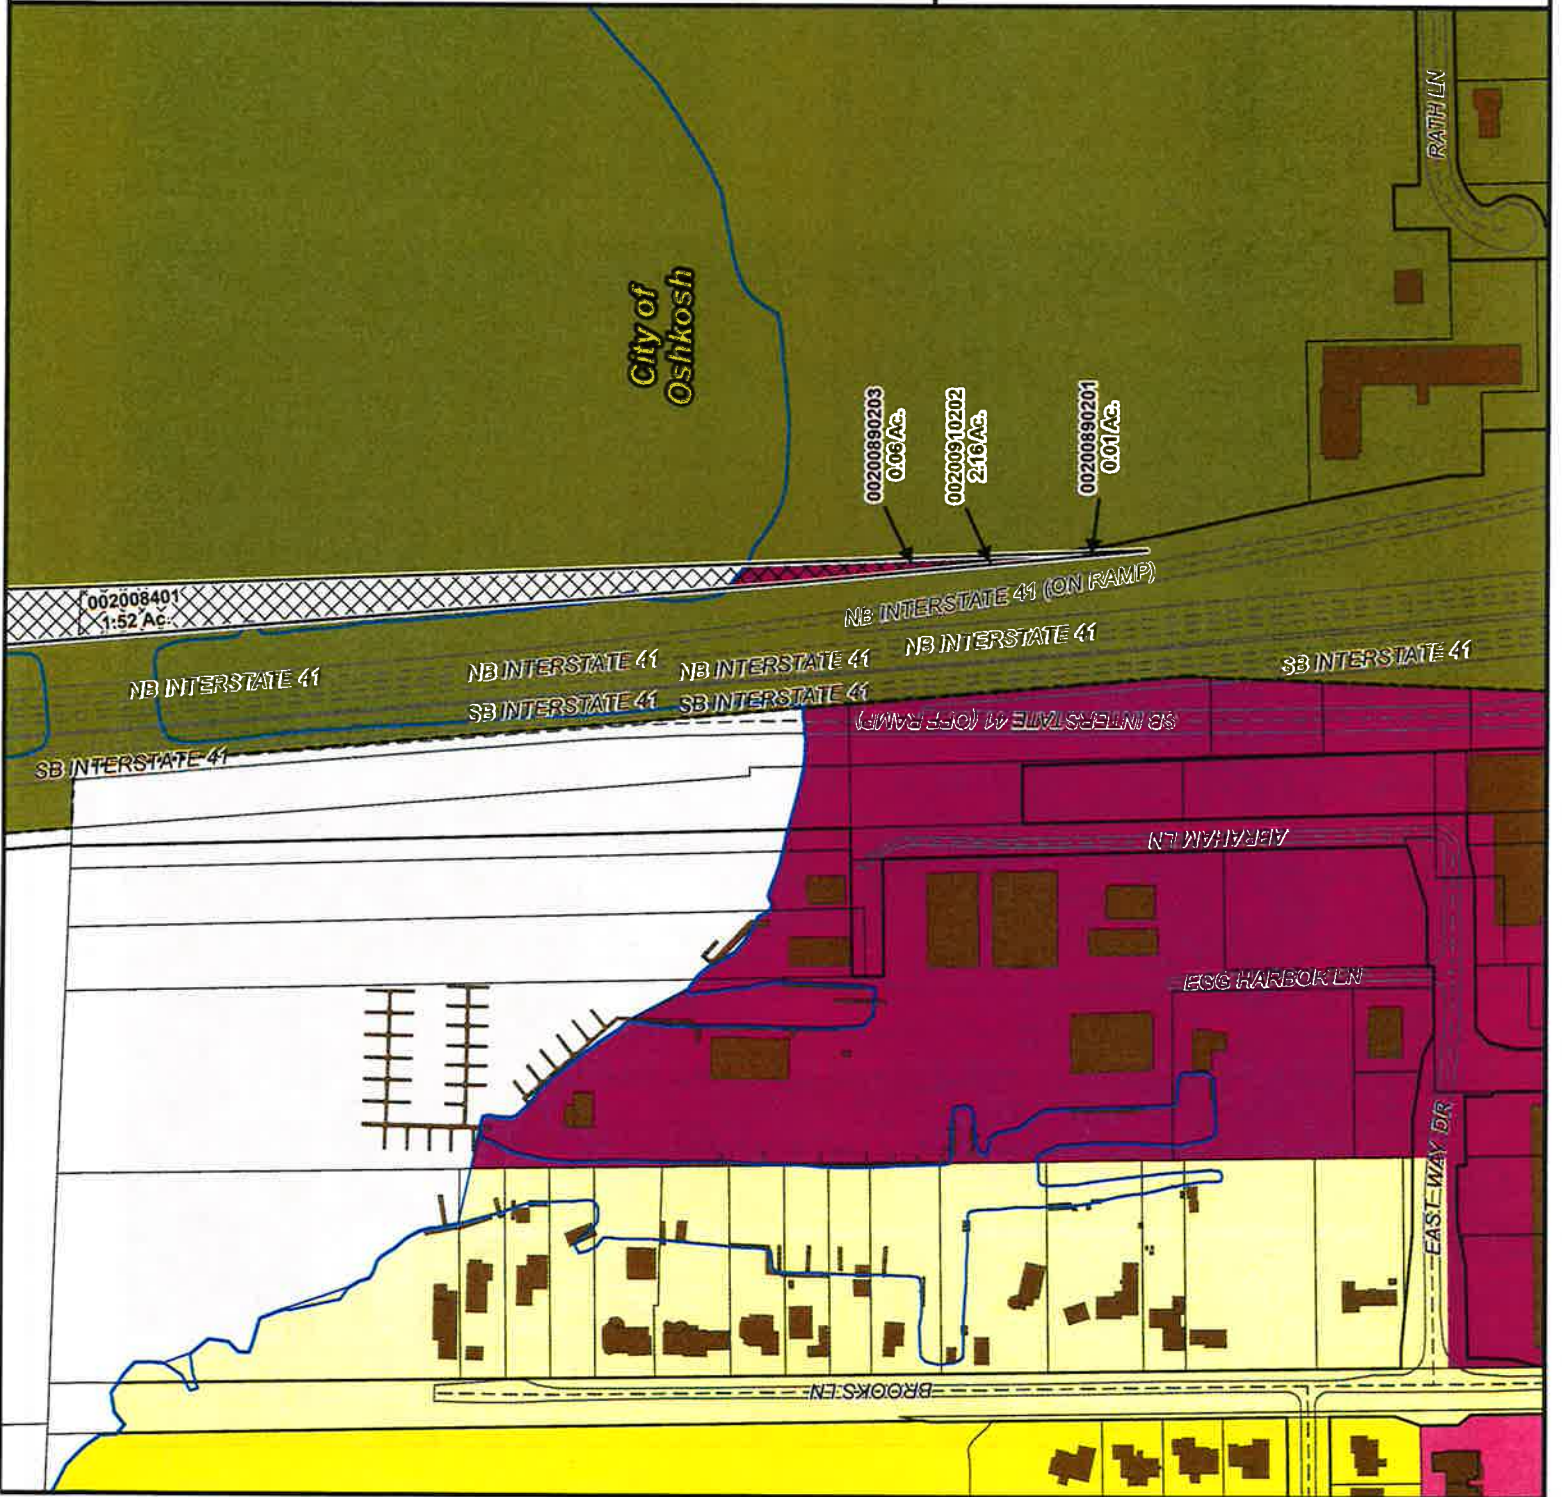 RATH LN
City of
Oshkosh
00200890203
0.06 Ac.
00200910202
2.16 Ac.
00200890201
0.01 Ac.
002008401
1.52 Ac.
NB INTERSTATE 41 (ON RAMP)
NB INTERSTATE 41
NB INTERSTATE 41
NB INTERSTATE 41
NB INTERSTATE 41
SB INTERSTATE 41
SB INTERSTATE 41
SB INTERSTATE 41
SB INTERSTATE 41 (OFF RAMP)
SB INTERSTATE 41
ABRAHAM LN
ESG HARBOR LN
EAST WAY DR
BROOKS LN